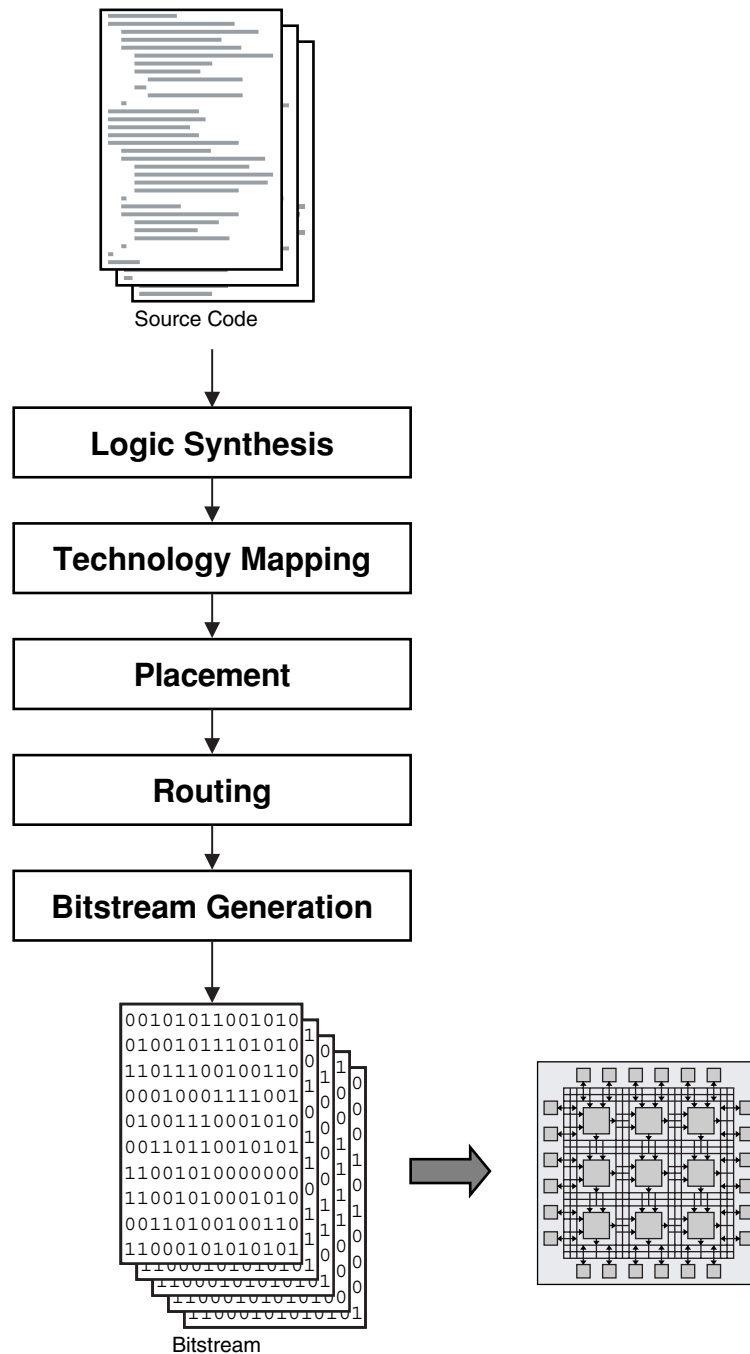 Source Code
Logic Synthesis
Technology Mapping
Placement
Routing
Bitstream Generation
00101011001010
01001011101010
11011100100110
00010001111001
01001110001010
00110110010101
11001010000000
11001010001010
00110100100110
11000101010101
Bitstream